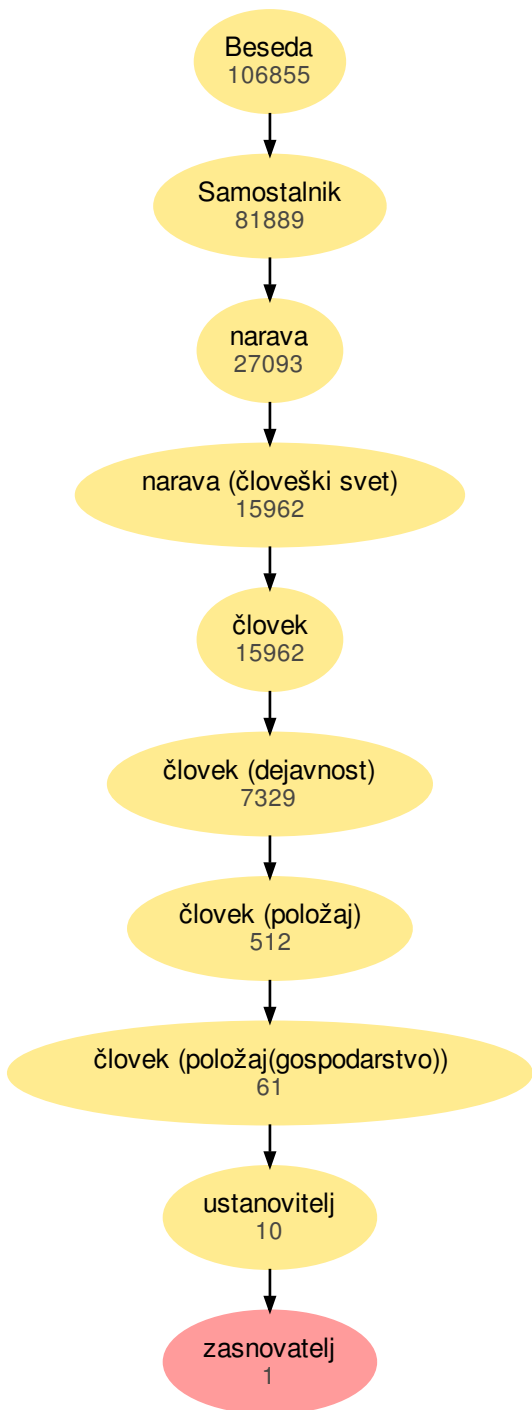 Beseda
106855
Samostalnik
81889
narava
27093
narava (človeški svet)
15962
človek
15962
človek (dejavnost)
7329
človek (položaj)
512
človek (položaj(gospodarstvo))
61
ustanovitelj
10
zasnovatelj
1